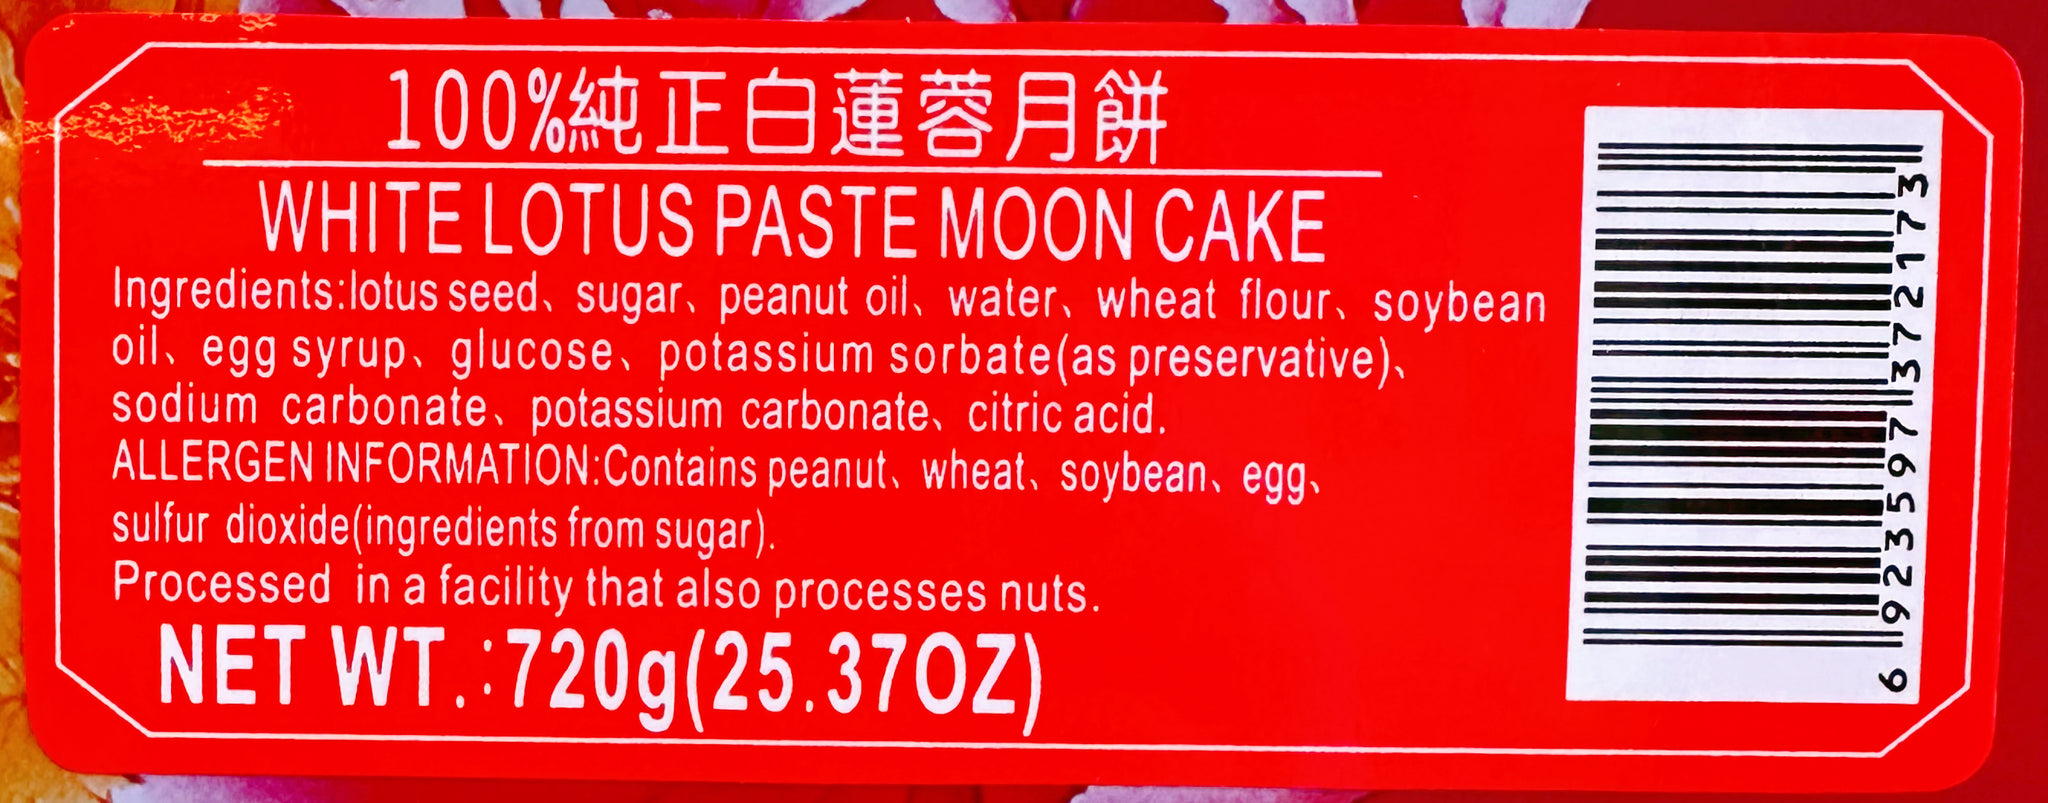 100%純正白蓮蓉月餅
WHITE LOTUS PASTE MOON CAKE
Ingredients:lotus seed、sugar、peanut oil、water、wheat flour、soybean
oil、egg syrup、glucose、potassium sorbate(as preservative)、
sodium carbonate、potassium carbonate、citric acid.
ALLERGEN INFORMATION:Contains peanut、wheat、soybean、egg、
sulfur dioxide(ingredients from sugar).
Processed in a facility that also processes nuts.
NET WT.:720g(25.37OZ)
6 923597 372173